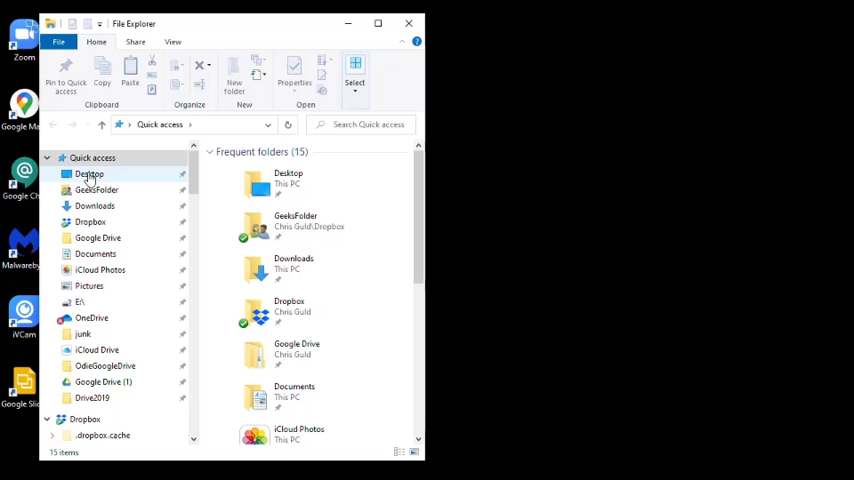 File Explorer
File
Home
Share
View
Pin to Quick access
Copy
Paste
New folder
Properties
Select
Clipboard
Organize
New
Open
Quick access
Search Quick access
Quick access
Desktop
GeeksFolder
Downloads
Dropbox
Google Drive
Documents
iCloud Photos
Pictures
E:\
OneDrive
junk
iCloud Drive
OdieGoogleDrive
Google Drive (1)
Drive2019
Dropbox
.dropbox.cache
Frequent folders (15)
Desktop
This PC
GeeksFolder
Chris Guld\Dropbox
Downloads
This PC
Dropbox
Chris Guld
Google Drive
Chris Guld
Documents
This PC
iCloud Photos
This PC
15 items
Zoom
Google Ma
Google Ch
Malwareby
iVCam
Google Slid